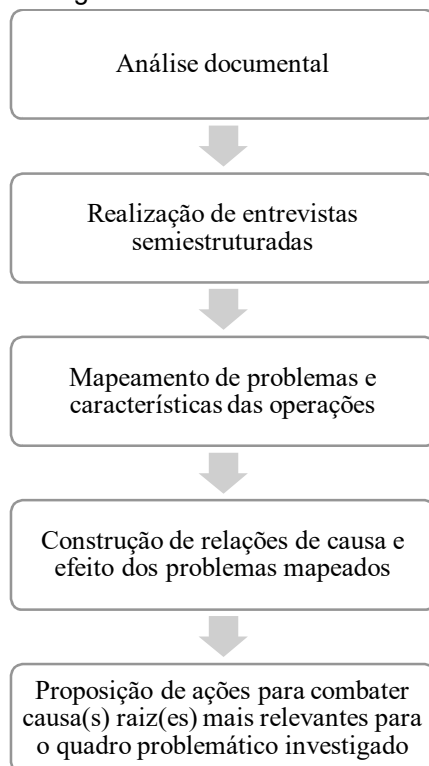 Análise documental
Realização de entrevistas
semiestruturadas
Mapeamento de problemas e
características das operações
Construção de relações de causa e
efeito dos problemas mapeados
Proposição de ações para combater
causa(s) raiz(es) mais relevantes para
o quadro problemático investigado